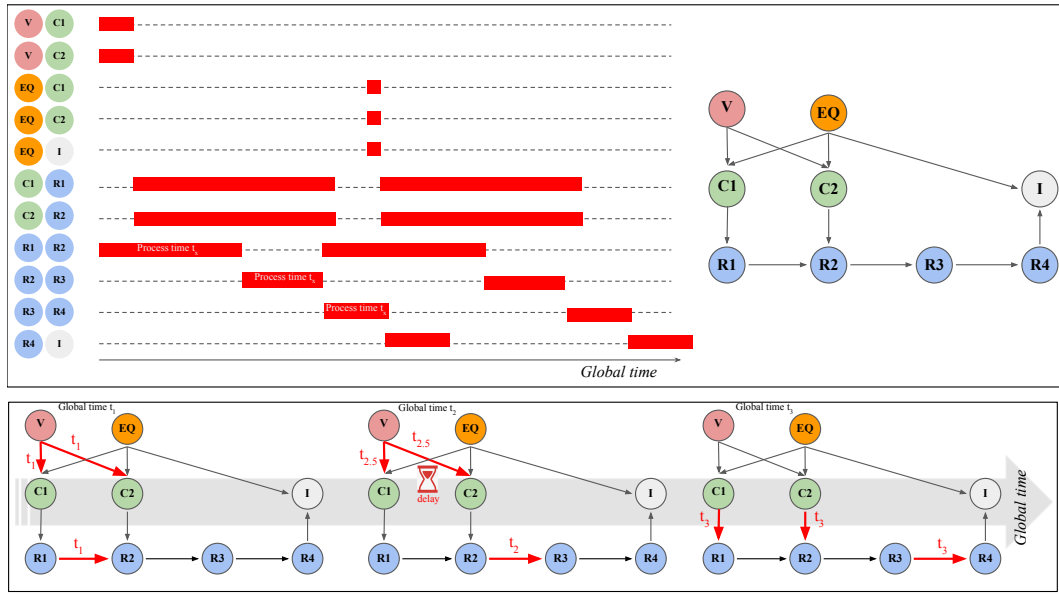 V C1
V C2
EQ C1
EQ C2
EQ I
C1 R1
C2 R2
R1 R2 Process time tₓ
R2 R3 Process time tₓ
R3 R4 Process time tₓ
R4 I
Global time
V EQ
C1 C2 I
R1 R2 R3 R4
Global time t₁
V EQ
t₁ t₁
C1 C2 I
t₁
R1 R2 R3 R4
Global time t₂
V EQ
t₂.₅ t₂.₅
delay
C1 C2 I
t₂
R1 R2 R3 R4
Global time t₃
V EQ
C1 C2 I
t₃ t₃
t₃
R1 R2 R3 R4
Global time